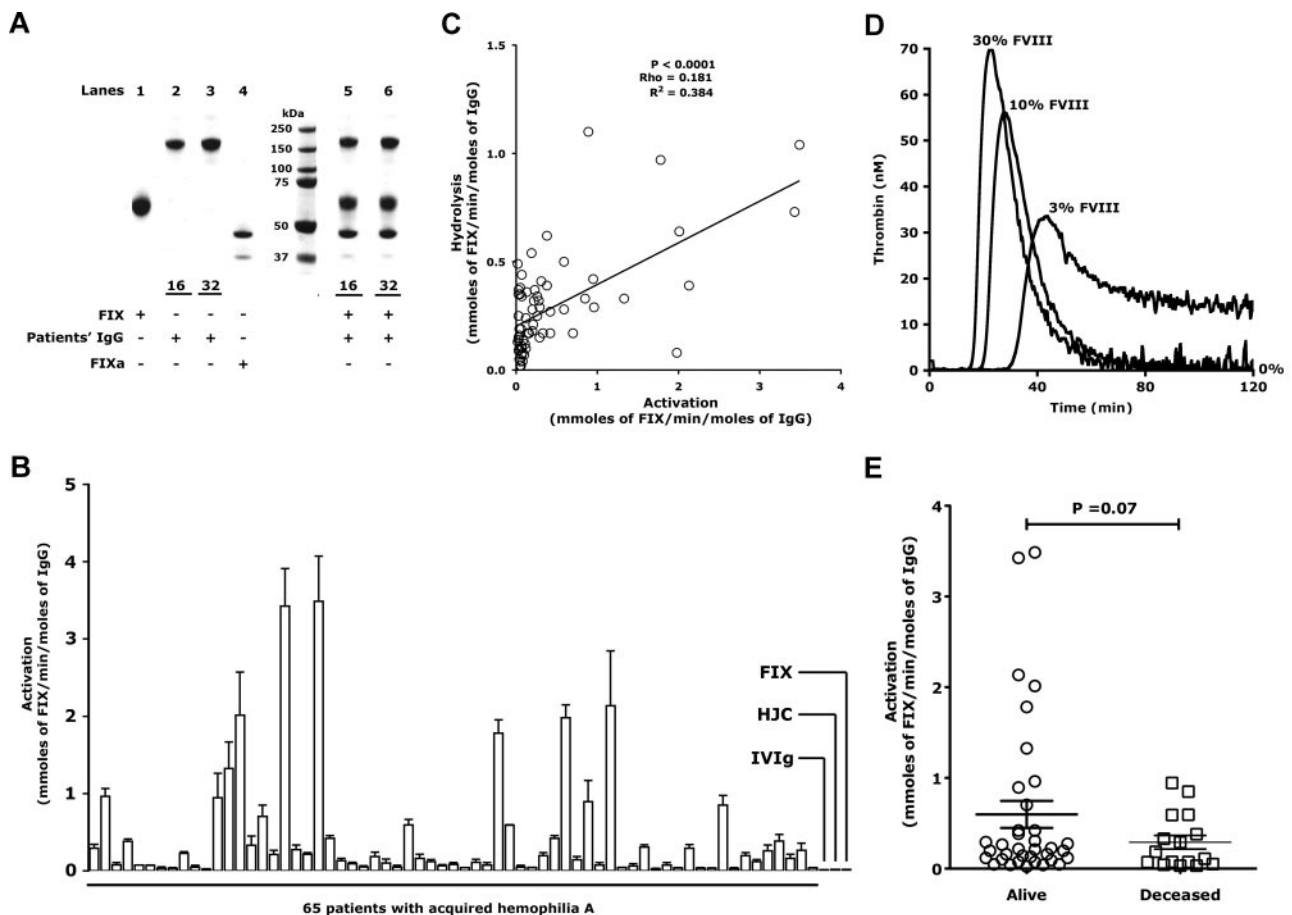 A
Lanes 1 2 3 4 5 6
kDa
250
150
100
75
50
37
16 32 16 32
FIX + - - - + +
Patients' IgG - + + - + +
FIXa - - - + - -
C
1.5
1.0
0.5
0.0
0 1 2 3 4
Hydrolysis
(mmoles of FIX/min/moles of IgG)
P < 0.0001
Rho = 0.181
R² = 0.384
Activation
(mmoles of FIX/min/moles of IgG)
D
70
60
50
40
30
20
10
0
0 40 80 120
Thrombin (nM)
30% FVIII
10% FVIII
3% FVIII
0%
Time (min)
B
5
4
3
2
1
0
Activation
(mmoles of FIX/min/moles of IgG)
FIX
HJC
IVIg
65 patients with acquired hemophilia A
E
4
3
2
1
0
Activation
(mmoles of FIX/min/moles of IgG)
P =0.07
Alive Deceased